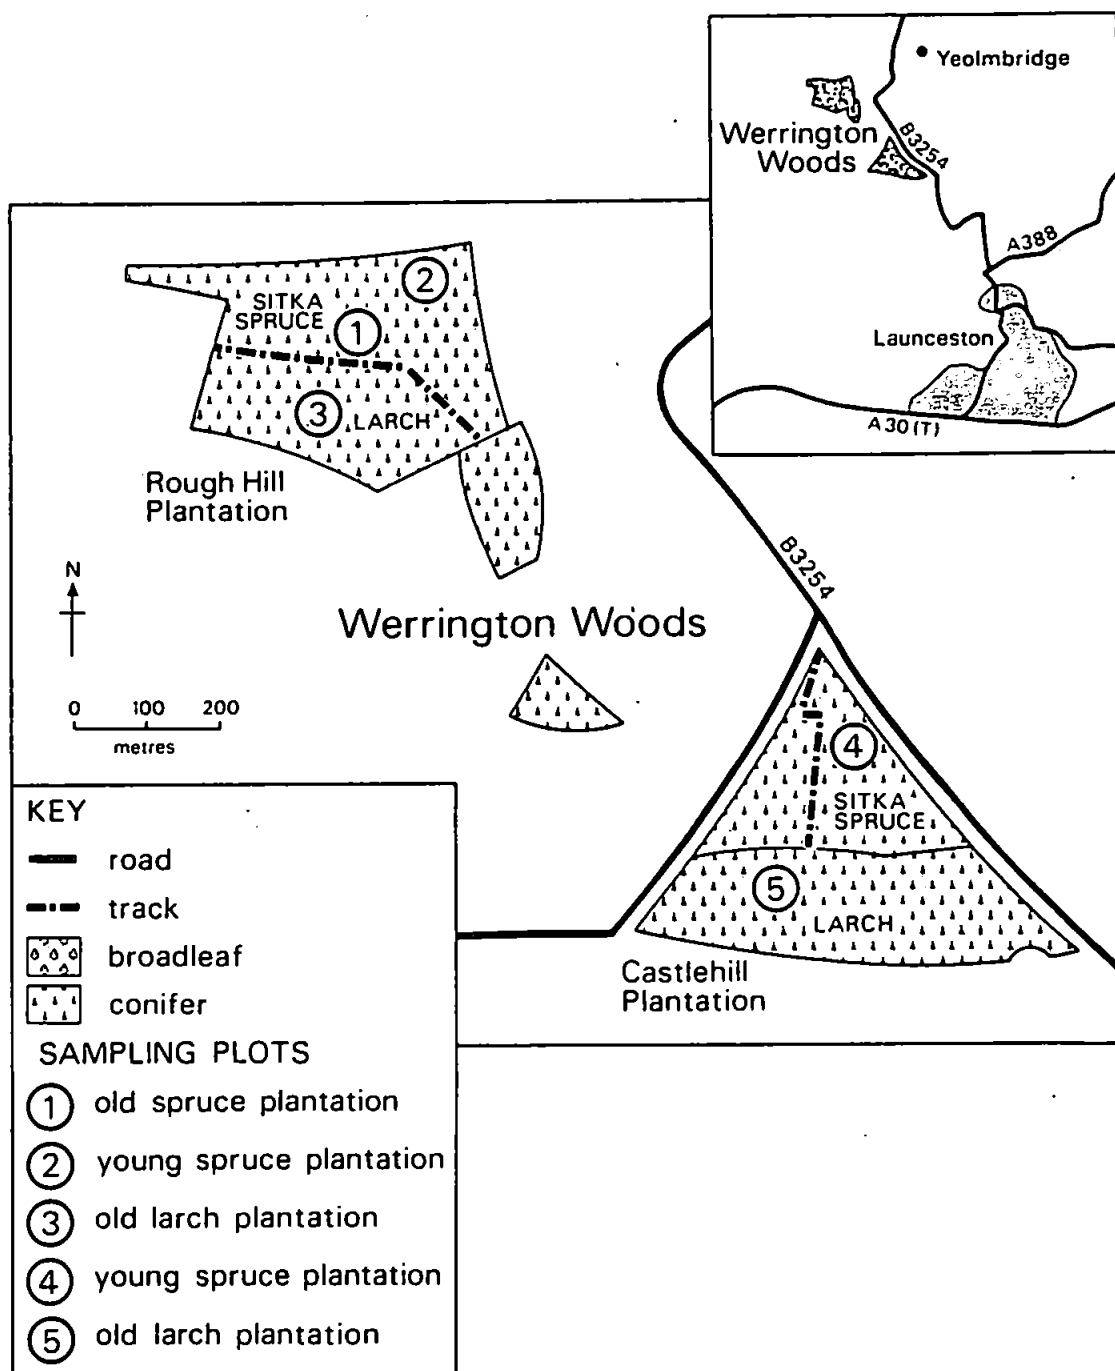 Yeolmbridge
Werrington
Woods
B3254
A388
Launceston
A30(T)
2
SITKA
SPRUCE
1
3
LARCH
Rough Hill
Plantation
B3254
N
Werrington Woods
0 100 200
metres
4
SITKA
SPRUCE
5
LARCH
Castlehill
Plantation
KEY
road
track
broadleaf
conifer
SAMPLING PLOTS
1 old spruce plantation
2 young spruce plantation
3 old larch plantation
4 young spruce plantation
5 old larch plantation